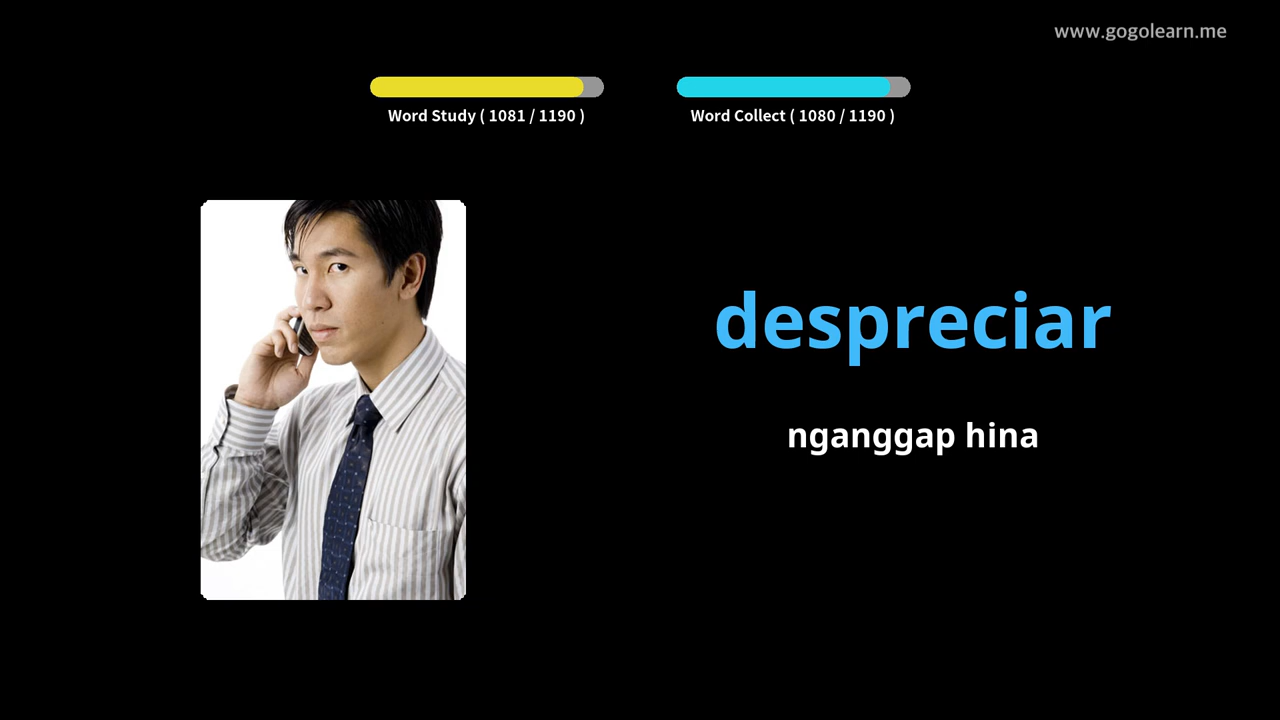 www.gogolearn.me
Word Study ( 1081 / 1190 )
Word Collect ( 1080 / 1190 )
despreciar
nganggap hina